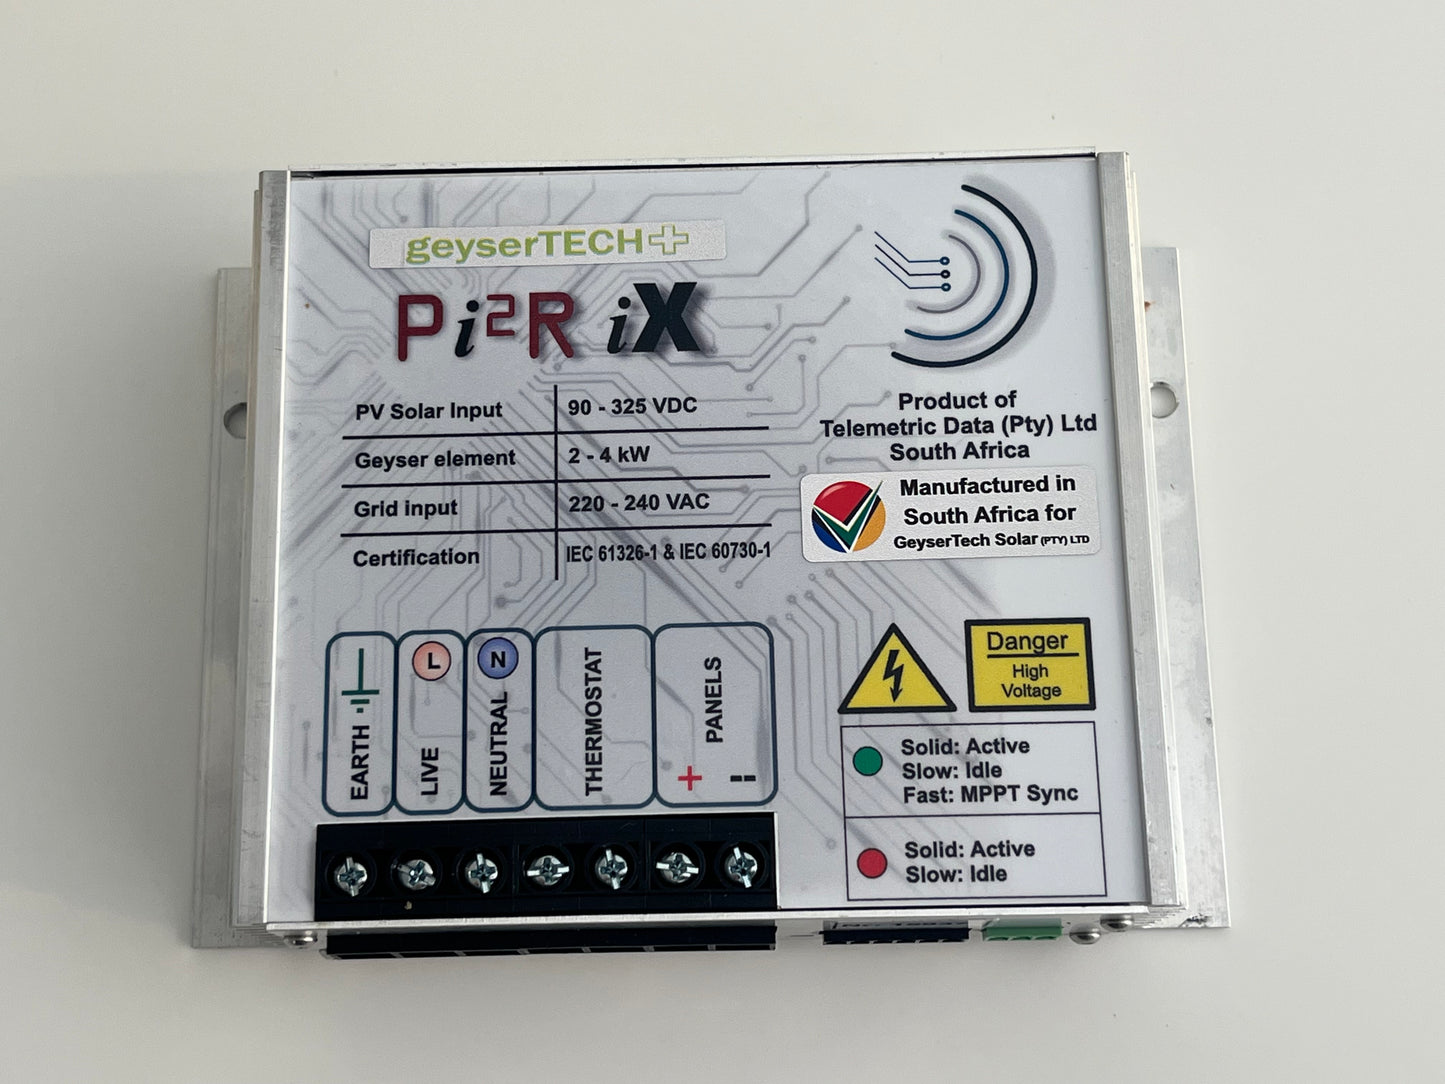 geyserTECH
Pi2R iX
PV Solar Input 90 - 325 VDC
Geyser element 2 - 4 kW
Grid input 220 - 240 VAC
Certification IEC 61326-1 & IEC 60730-1
Product of
Telemetric Data (Pty) Ltd
South Africa
Manufactured in
South Africa for
GeyserTech Solar (PTY) LTD
EARTH
L
LIVE
N
NEUTRAL
THERMOSTAT
PANELS
+ --
Danger
High
Voltage
Solid: Active
Slow: Idle
Fast: MPPT Sync
Solid: Active
Slow: Idle